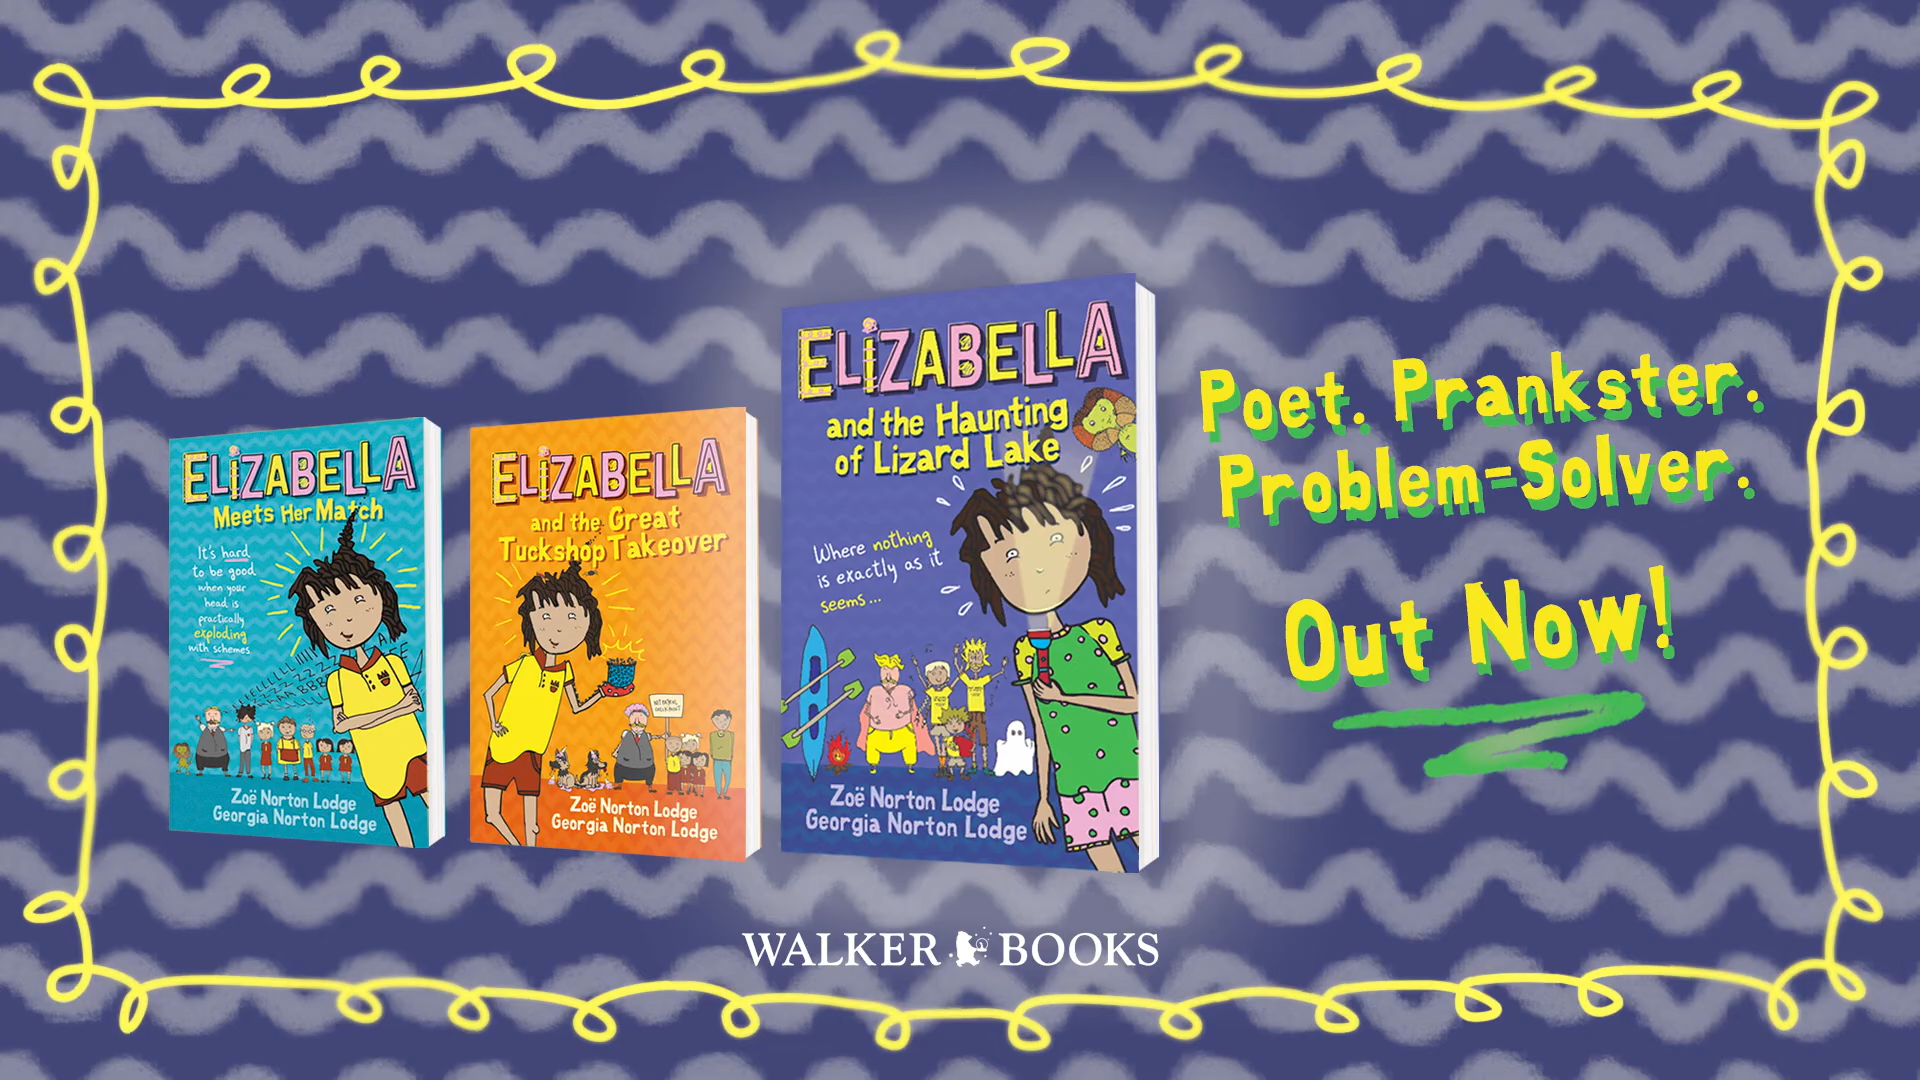 ELIZABELLA
Meets Her Match
It's hard
to be good
when your
head is
practically
exploding
with schemes
Zoë Norton Lodge
Georgia Norton Lodge
ELIZABELLA
and the Great
Tuckshop Takeover
Zoë Norton Lodge
Georgia Norton Lodge
ELIZABELLA
and the Haunting
of Lizard Lake
Where nothing
is exactly as it
seems...
Zoë Norton Lodge
Georgia Norton Lodge
Poet. Prankster.
Problem-Solver.
Out Now!
WALKER BOOKS